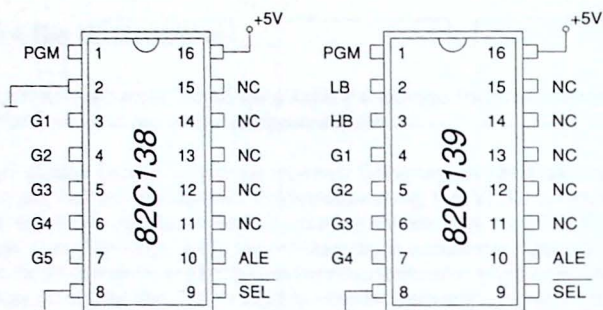 +5V +5V
PGM 1 16 PGM 1 16
2 15 NC LB 2 15 NC
G1 3 14 NC HB 3 14 NC
G2 4 13 NC G1 4 13 NC
G3 5 12 NC G2 5 12 NC
G4 6 11 NC G3 6 11 NC
G5 7 10 ALE G4 7 10 ALE
8 9 SEL 8 9 SEL
82C138 82C139